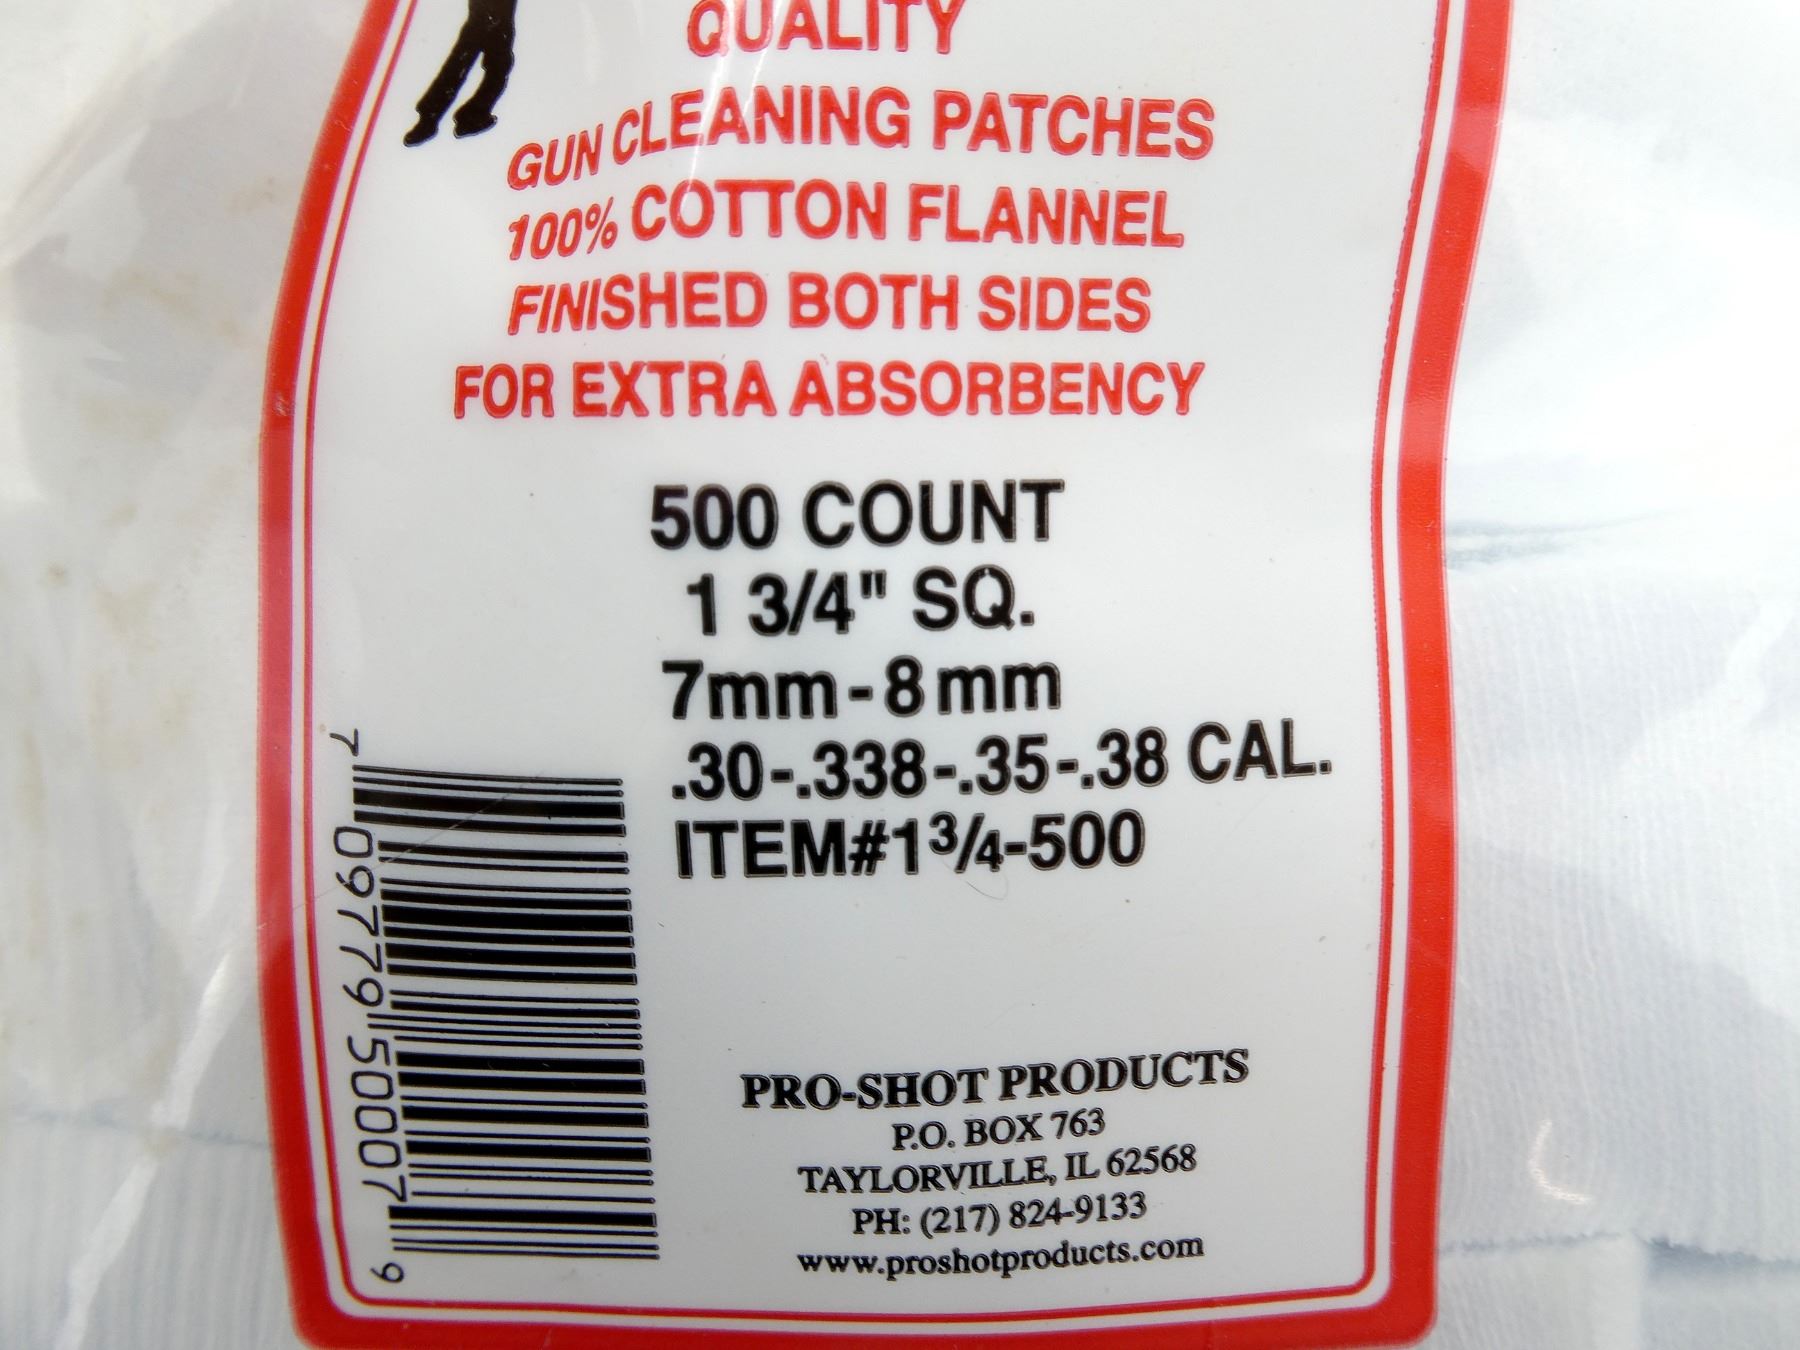 QUALITY
GUN CLEANING PATCHES
100% COTTON FLANNEL
FINISHED BOTH SIDES
FOR EXTRA ABSORBENCY
500 COUNT
1 3/4" SQ.
7mm-8mm
.30-.338-.35-.38 CAL.
ITEM#1¾-500
7 09779 50007 9
PRO-SHOT PRODUCTS
P.O. BOX 763
TAYLORVILLE, IL 62568
PH: (217) 824-9133
www.proshotproducts.com